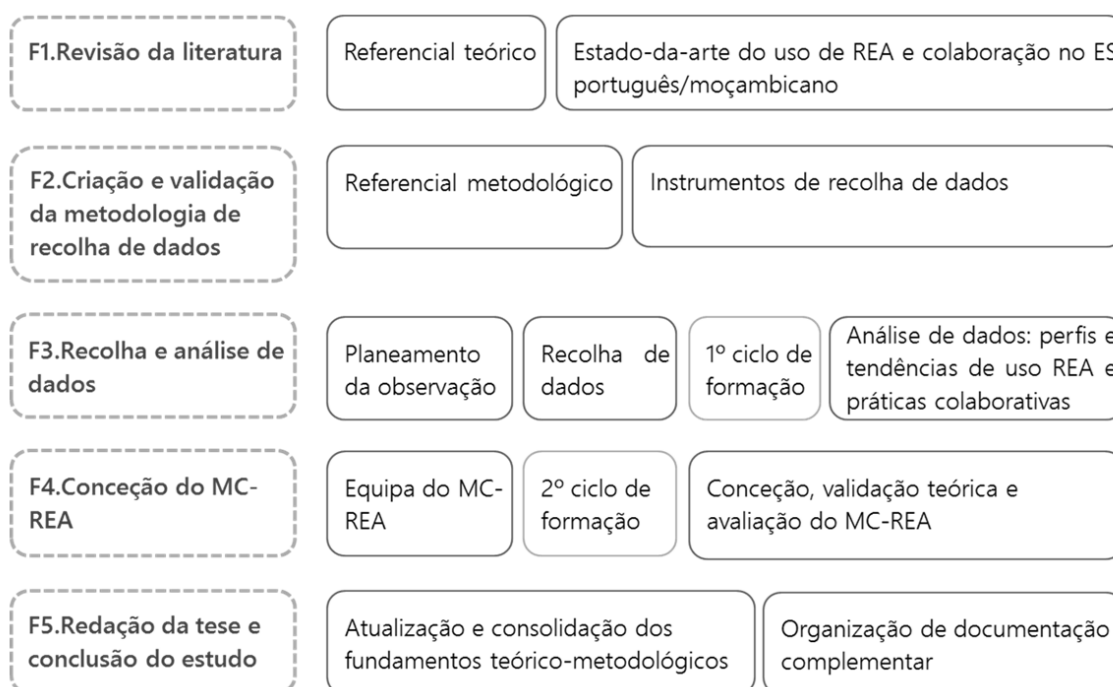 F1.Revisão da literatura
Referencial teórico
Estado-da-arte do uso de REA e colaboração no ES
português/moçambicano
F2.Criação e validação
da metodologia de
recolha de dados
Referencial metodológico
Instrumentos de recolha de dados
F3.Recolha e análise de
dados
Planeamento
da observação
Recolha de
dados
1º ciclo de
formação
Análise de dados: perfis e
tendências de uso REA e
práticas colaborativas
F4.Conceção do MC-
REA
Equipa do MC-
REA
2º ciclo de
formação
Conceção, validação teórica e
avaliação do MC-REA
F5.Redação da tese e
conclusão do estudo
Atualização e consolidação dos
fundamentos teórico-metodológicos
Organização de documentação
complementar